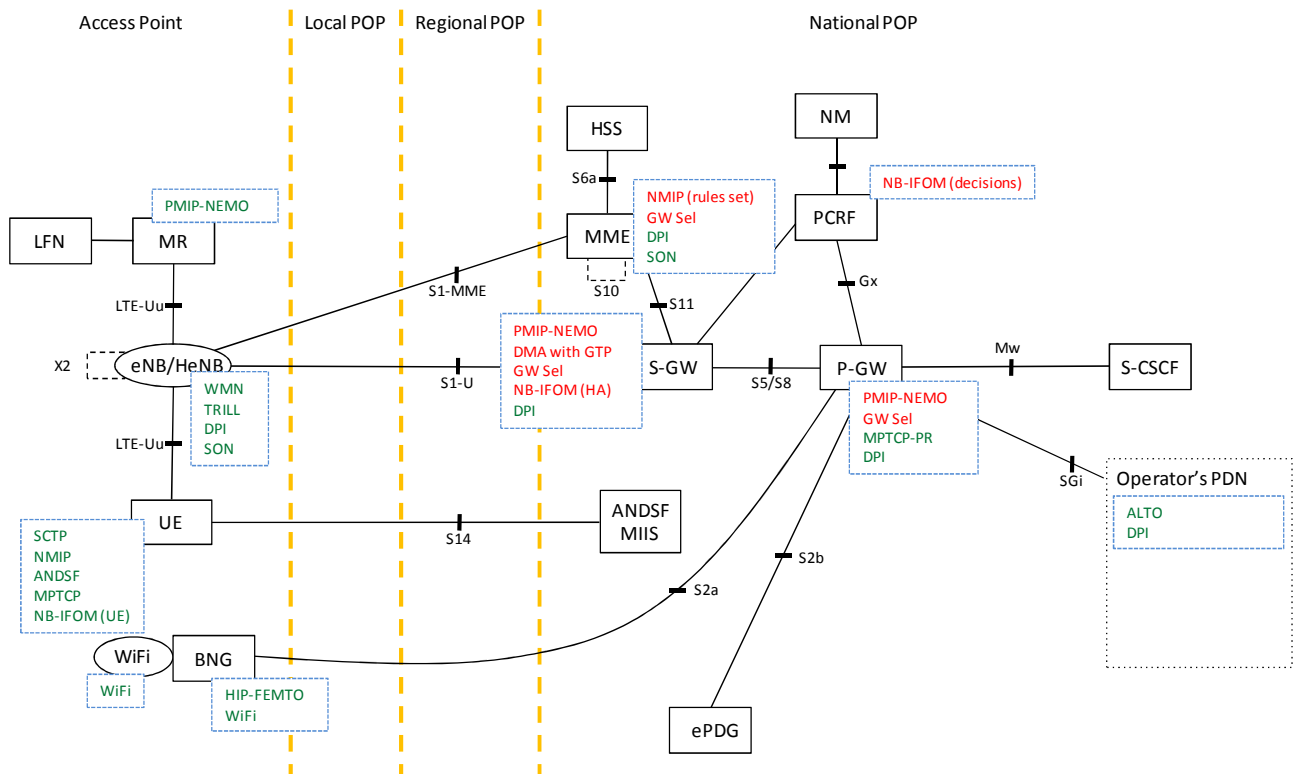 Access Point
Local POP
Regional POP
National POP
HSS
NM
S6a
NB-IFOM (decisions)
NMIP (rules set)
GW Sel
DPI
SON
PMIP-NEMO
LFN
MR
MME
PCRF
S10
S1-MME
S11
Gx
LTE-Uu
X2
eNB/HeNB
WMN
TRILL
DPI
SON
S1-U
PMIP-NEMO
DMA with GTP
GW Sel
NB-IFOM (HA)
DPI
S-GW
S5/S8
P-GW
Mw
S-CSCF
PMIP-NEMO
GW Sel
MPTCP-PR
DPI
LTE-Uu
SGi
Operator's PDN
ALTO
DPI
UE
S14
ANDSF
MIIS
SCTP
NMIP
ANDSF
MPTCP
NB-IFOM (UE)
S2b
S2a
WiFi
BNG
WiFi
HIP-FEMTO
WiFi
ePDG